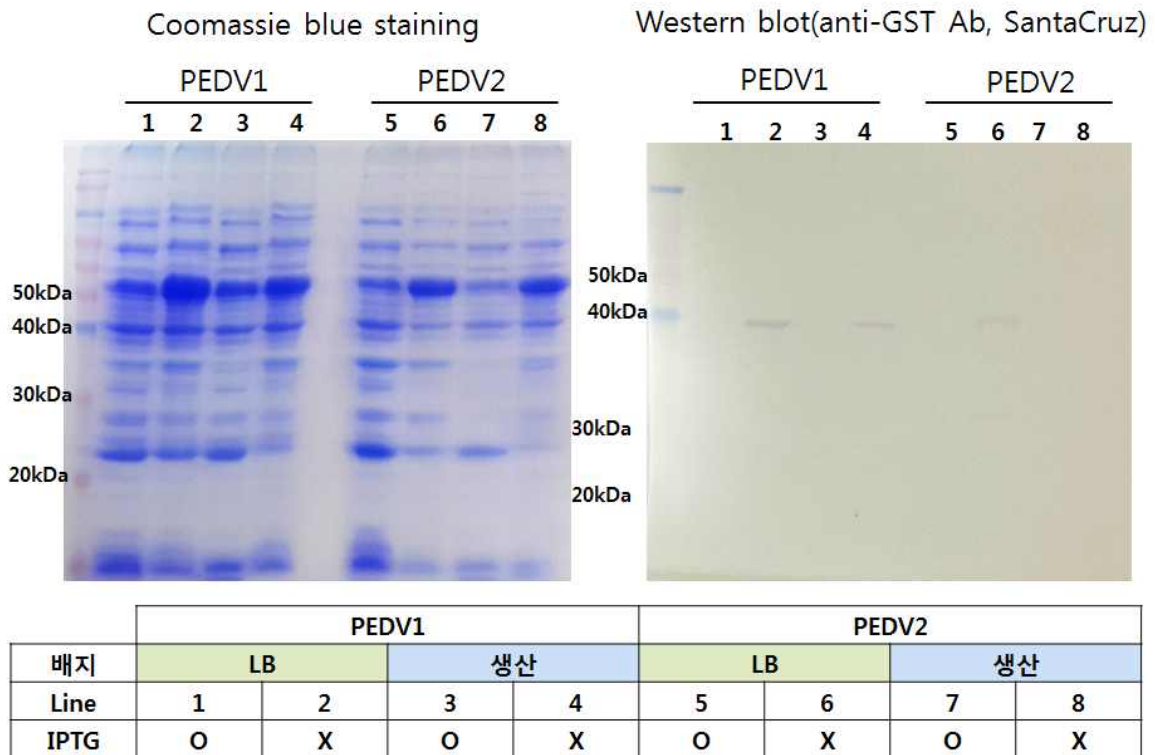 Coomassie blue staining
PEDV1
PEDV2
1 2 3 4 5 6 7 8
50kDa
40kDa
30kDa
20kDa
Western blot(anti-GST Ab, SantaCruz)
PEDV1
PEDV2
1 2 3 4 5 6 7 8
50kDa
40kDa
30kDa
20kDa
PEDV1 PEDV2
배지 LB 생산 LB 생산
Line 1 2 3 4 5 6 7 8
IPTG O X O X O X O X